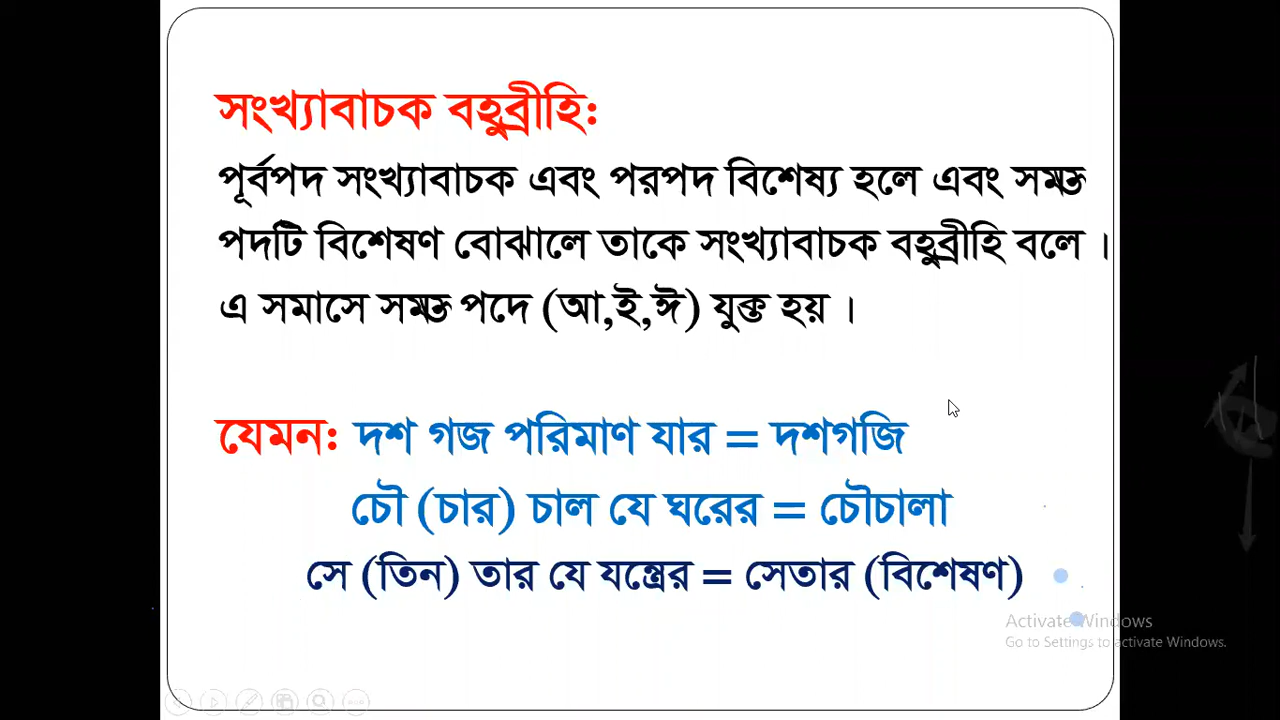 সংখ্যাবাচক বহুব্রীহি:
পূর্বপদ সংখ্যাবাচক এবং পরপদ বিশেষ্য হলে এবং সমস্ত
পদটি বিশেষণ বোঝালে তাকে সংখ্যাবাচক বহুব্রীহি বলে ।
এ সমাসে সমস্ত পদে (আ,ই,ঈ) যুক্ত হয় ।
যেমন: দশ গজ পরিমাণ যার = দশগজি
চৌ (চার) চাল যে ঘরের = চৌচালা
সে (তিন) তার যে যন্ত্রের = সেতার (বিশেষণ)
Activate Windows
Go to Settings to activate Windows.